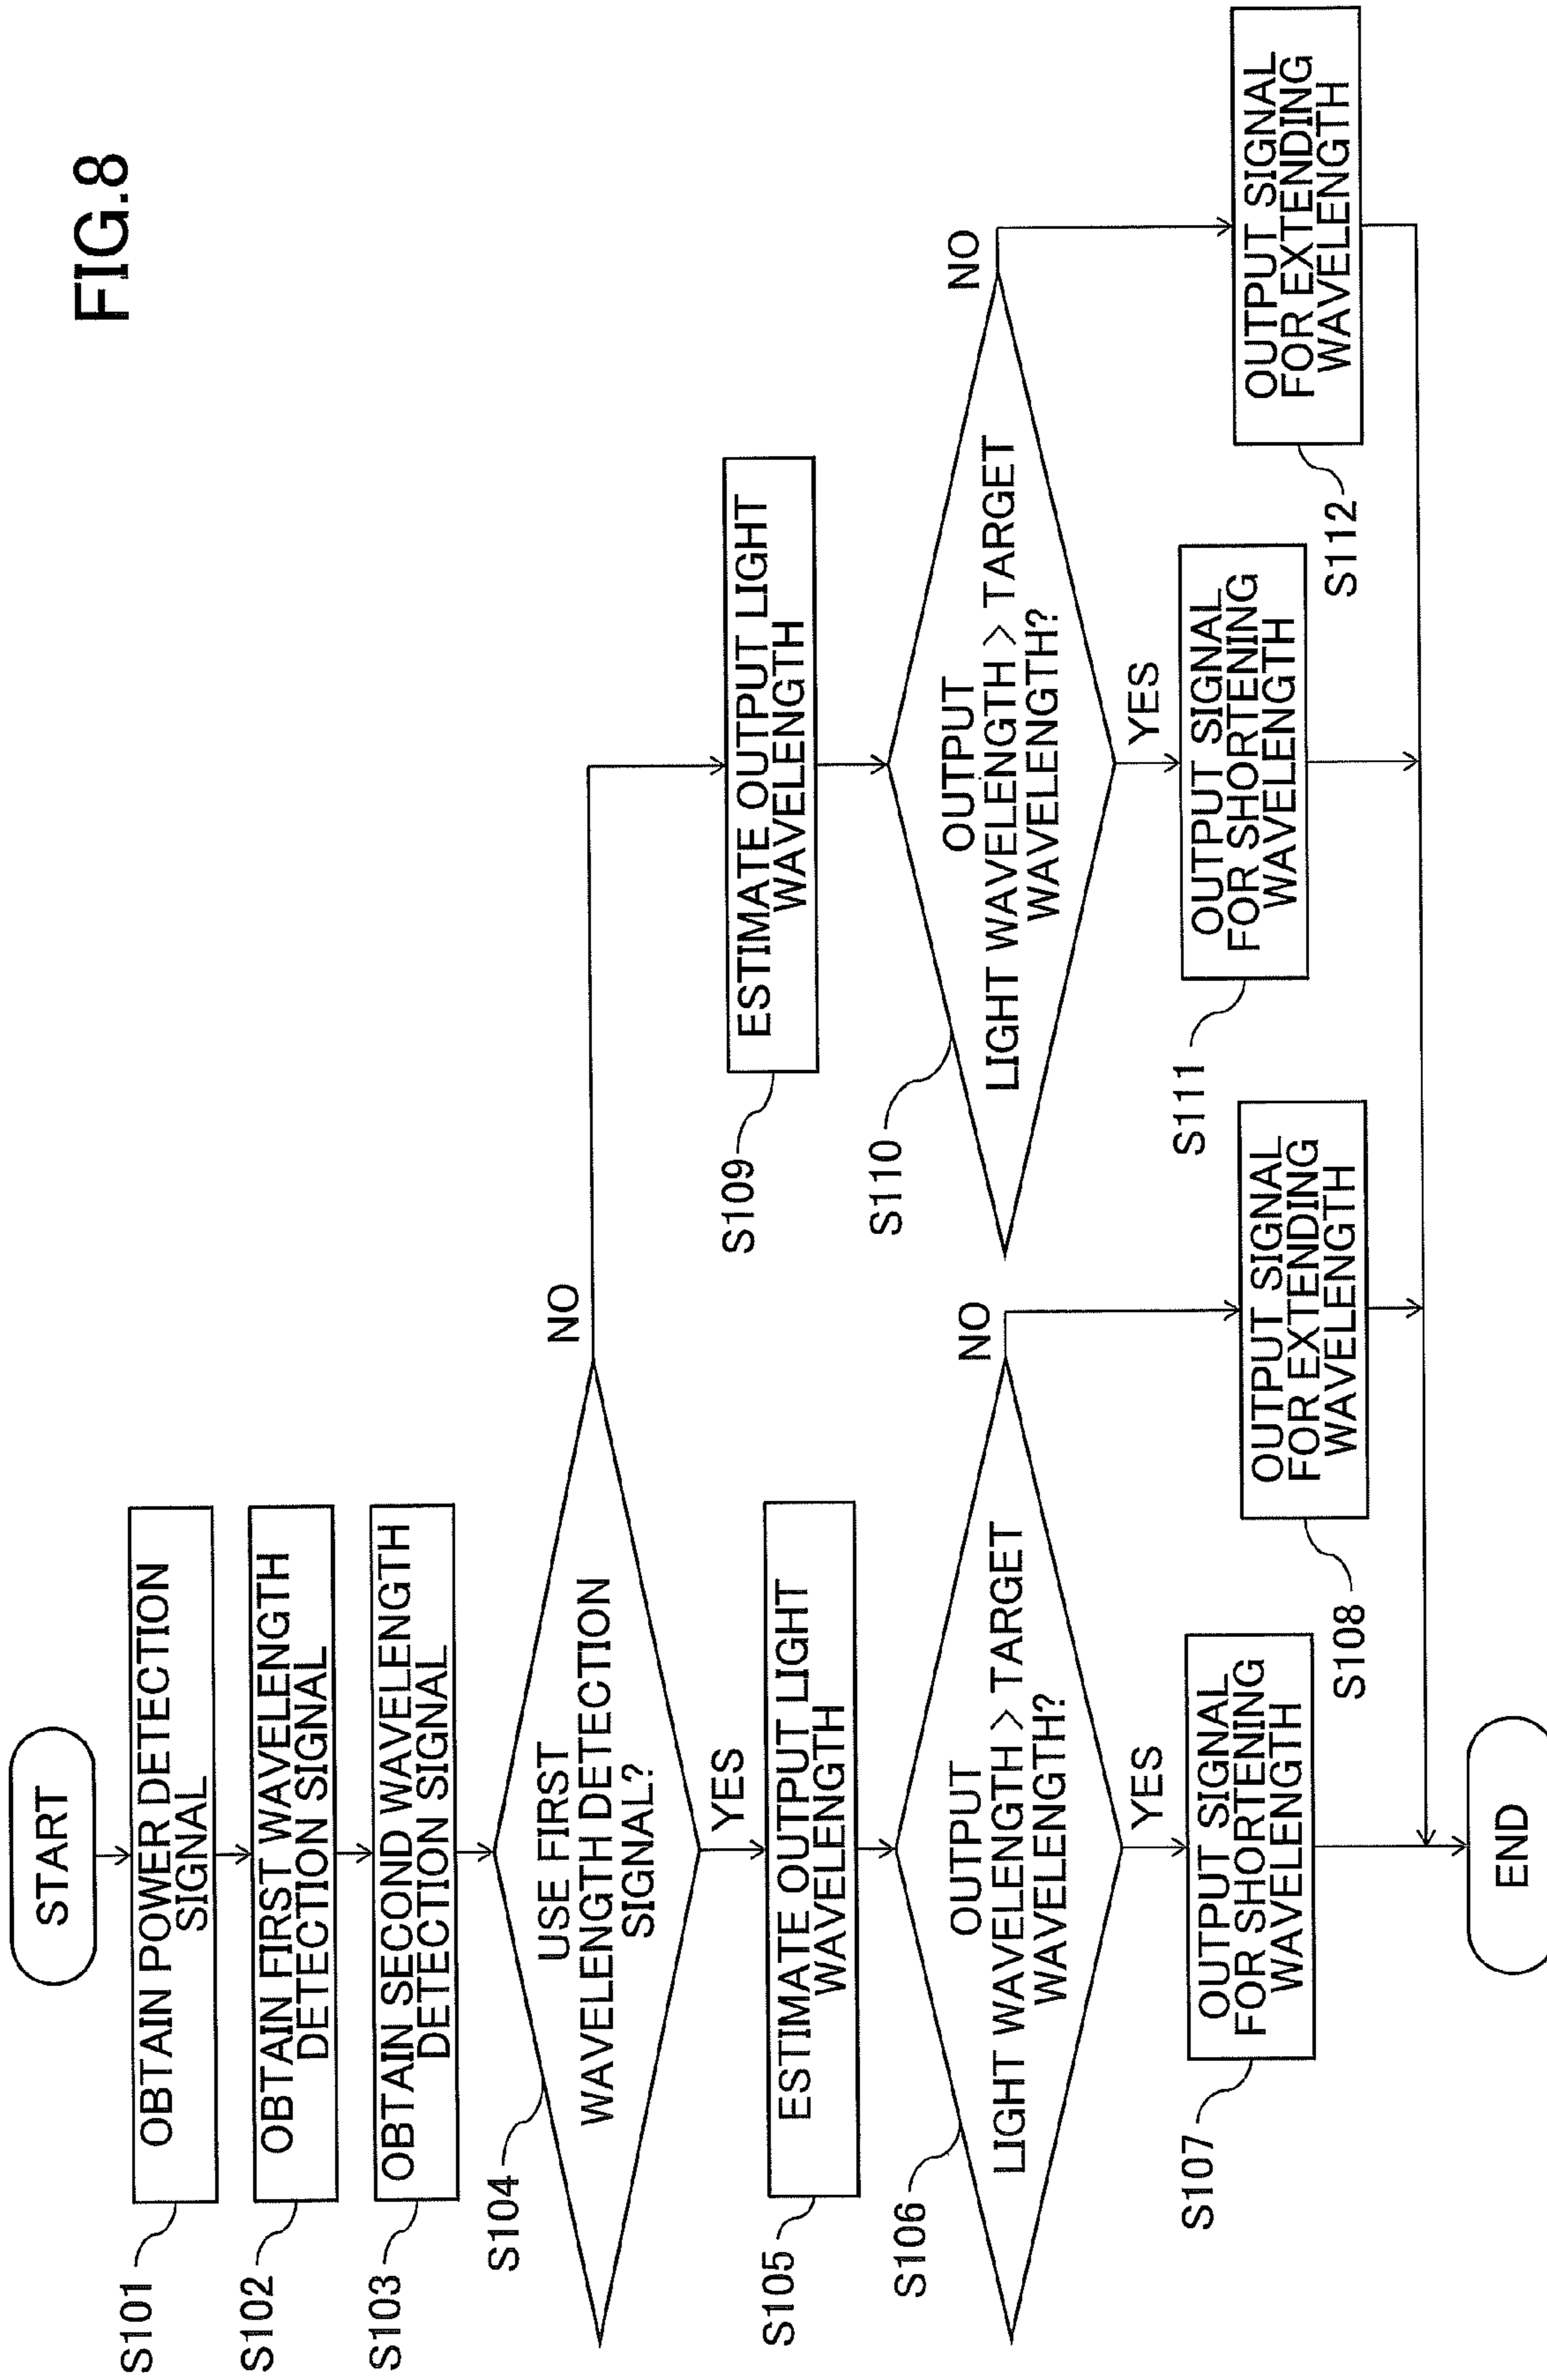 FIG.8
START
S101
OBTAIN POWER DETECTION
SIGNAL
S102
OBTAIN FIRST WAVELENGTH
DETECTION SIGNAL
S103
OBTAIN SECOND WAVELENGTH
DETECTION SIGNAL
S104
USE FIRST
WAVELENGTH DETECTION
SIGNAL?
NO
YES
S105
ESTIMATE OUTPUT LIGHT
WAVELENGTH
S109
ESTIMATE OUTPUT LIGHT
WAVELENGTH
S106
OUTPUT
LIGHT WAVELENGTH > TARGET
WAVELENGTH?
NO
YES
S110
OUTPUT
LIGHT WAVELENGTH > TARGET
WAVELENGTH?
NO
YES
S107
OUTPUT SIGNAL
FOR SHORTENING
WAVELENGTH
S108
OUTPUT SIGNAL
FOR EXTENDING
WAVELENGTH
S111
OUTPUT SIGNAL
FOR SHORTENING
WAVELENGTH
S112
OUTPUT SIGNAL
FOR EXTENDING
WAVELENGTH
END